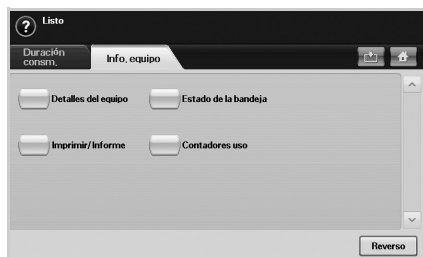 Listo
Duración
consm.
Info. equipo
Detalles del equipo
Estado de la bandeja
Imprimir/Informe
Contadores uso
Reverso